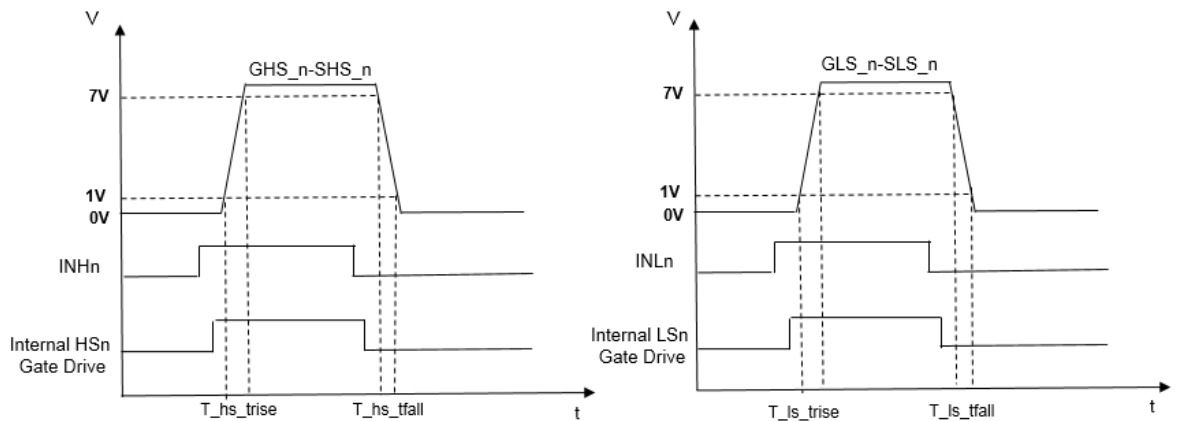 V
GHS_n-SHS_n
7V
1V
0V
INHn
Internal HSn
Gate Drive
T_hs_trise
T_hs_tfall
t
V
GLS_n-SLS_n
7V
1V
0V
INLn
Internal LSn
Gate Drive
T_ls_trise
T_ls_tfall
t